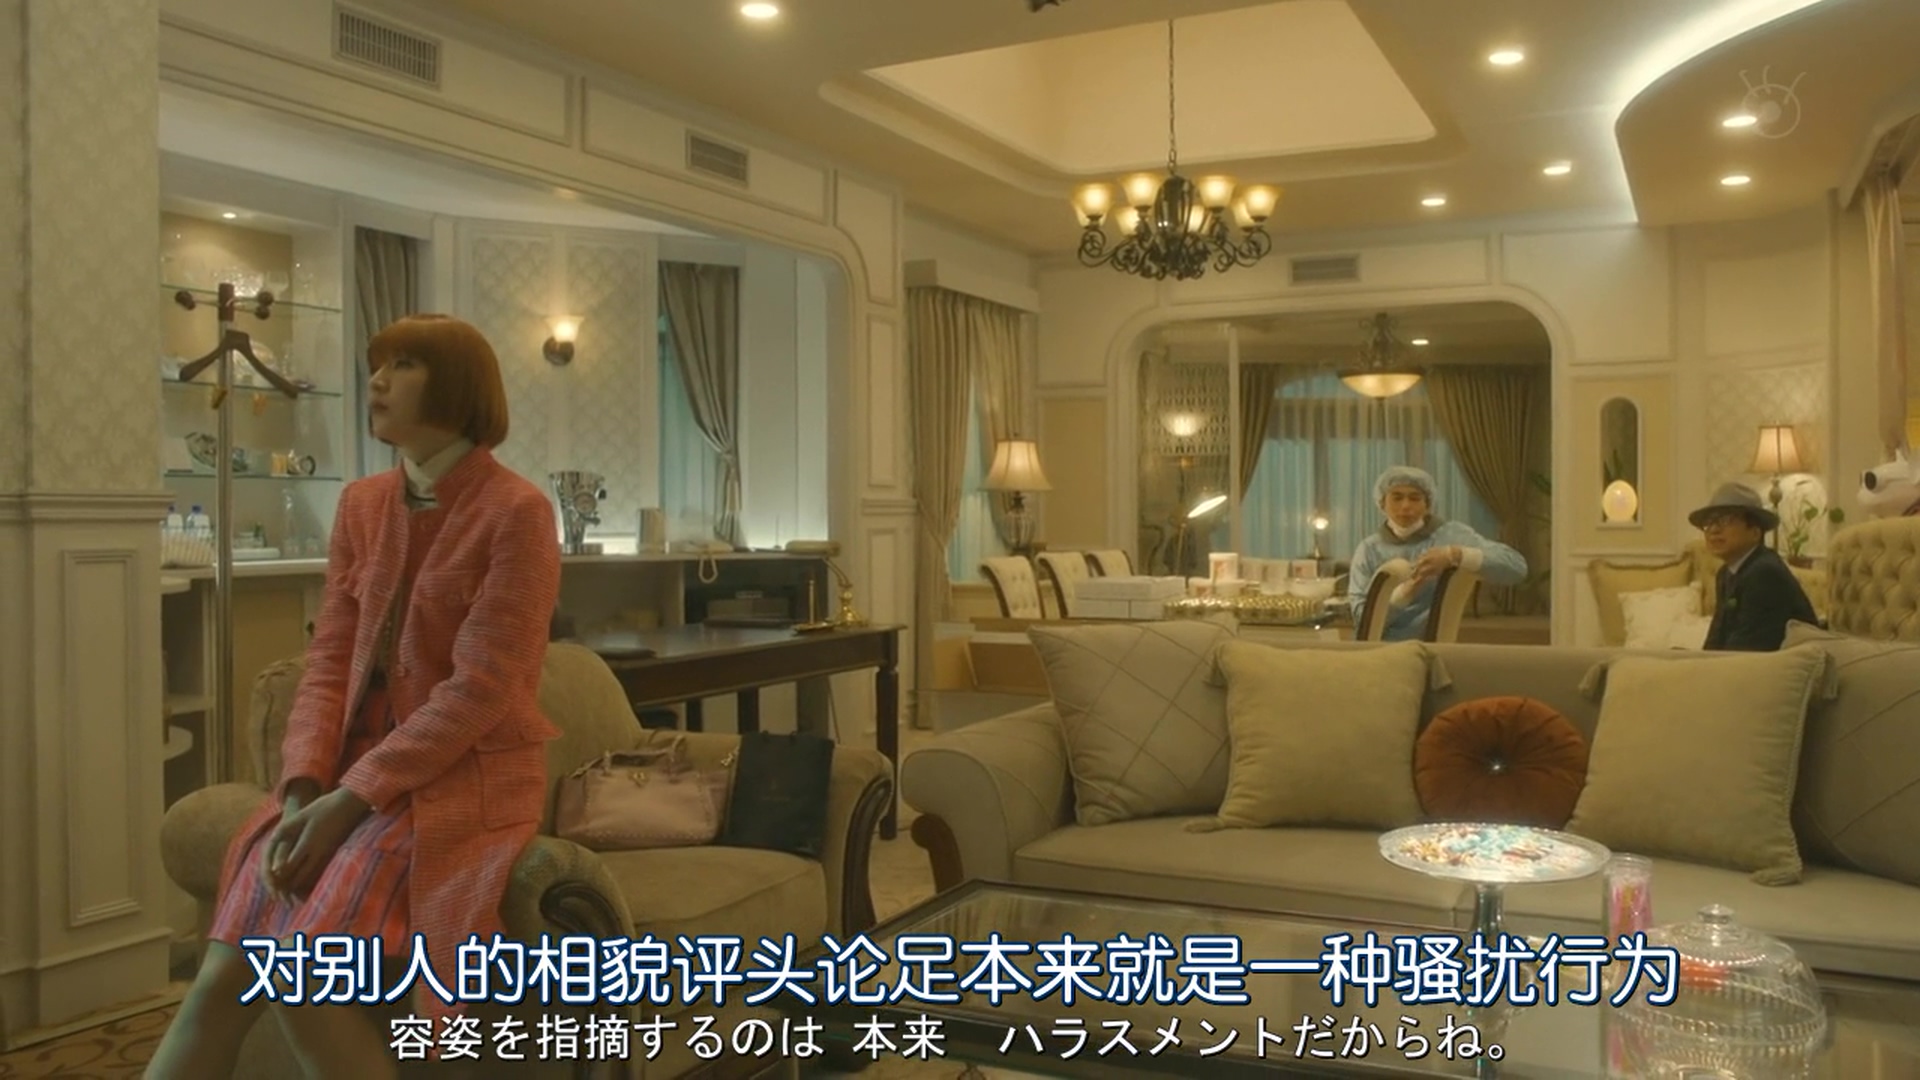 对别人的相貌评头论足本来就是一种骚扰行为
容姿を指摘するのは 本来　ハラスメントだからね。